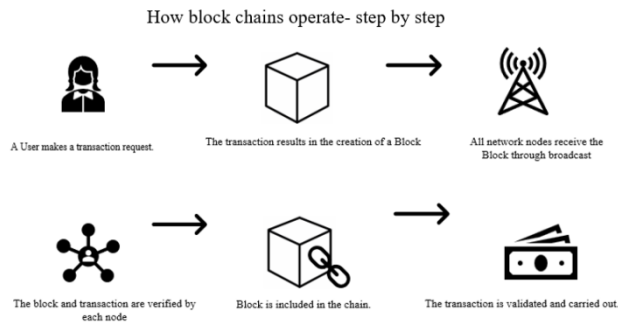 How block chains operate- step by step
A User makes a transaction request.
The transaction results in the creation of a Block
All network nodes receive the
Block through broadcast
The block and transaction are verified by
each node
Block is included in the chain.
The transaction is validated and carried out.